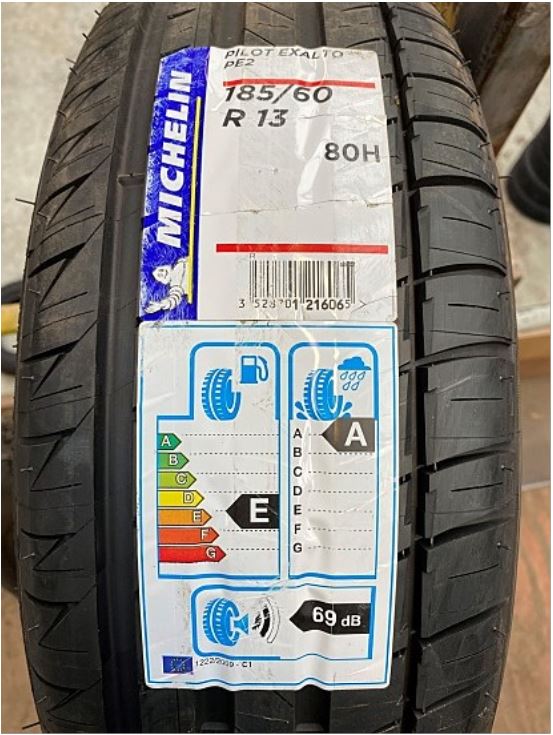 MICHELIN
PILOT EXALTO
PE2
185/60
R 13
80H
R
3 528701 216065 >
A
B
C
D
E
F
G
E
A
B
C
D
E
F
G
A
69 dB
1222/2009 - C1